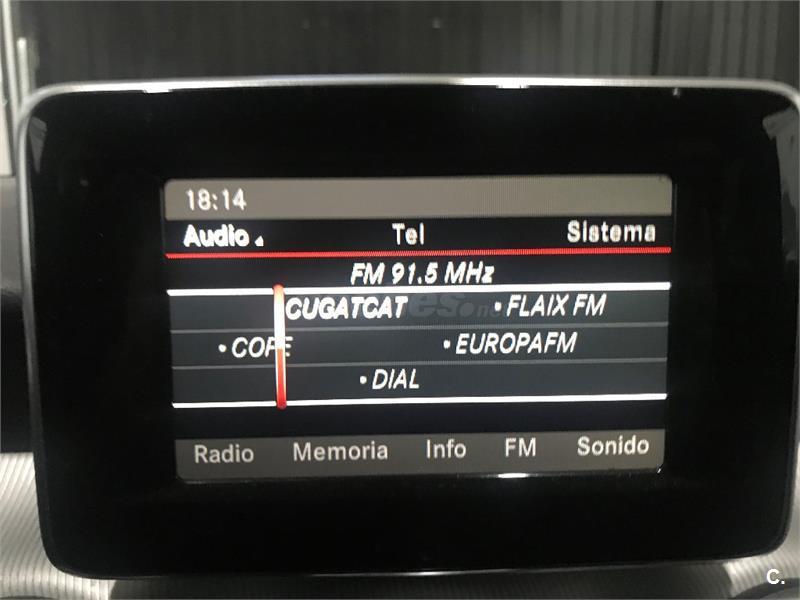 18:14
Audio Tel Sistema
FM 91.5 MHz
CUGATCAT • FLAIX FM
• COPE • EUROPAFM
• DIAL
Radio Memoria Info FM Sonido
C.